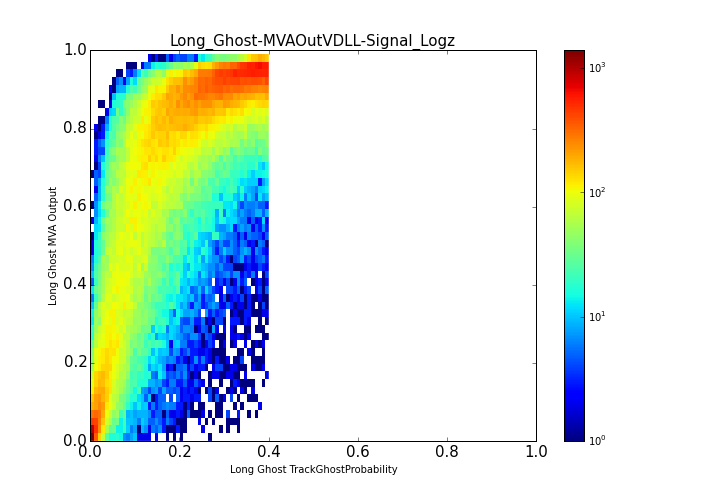 Long_Ghost-MVAOutVDLL-Signal_Logz
1.0
0.8
0.6
0.4
0.2
0.0
Long Ghost MVA Output
0.0 0.2 0.4 0.6 0.8 1.0
Long Ghost TrackGhostProbability
10³
10²
10¹
10⁰